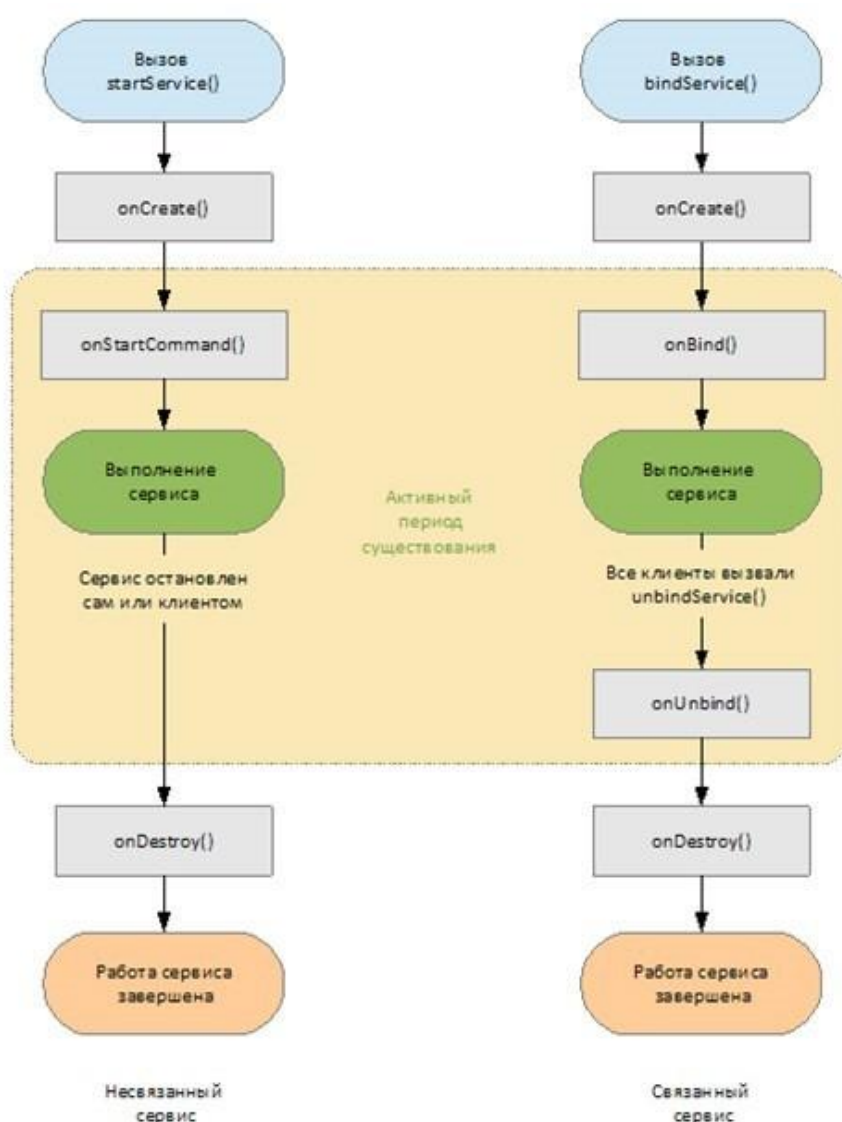 Вызов
startService()
onCreate()
onStartCommand()
Выполнение
сервиса
Сервис остановлен
сам или клиентом
onDestroy()
Работа сервиса
завершена
Несвязанный
сервис
Активный
период
существования
Вызов
bindService()
onCreate()
onBind()
Выполнение
сервиса
Все клиенты вызвали
unbindService()
onUnbind()
onDestroy()
Работа сервиса
завершена
Связанный
сервис